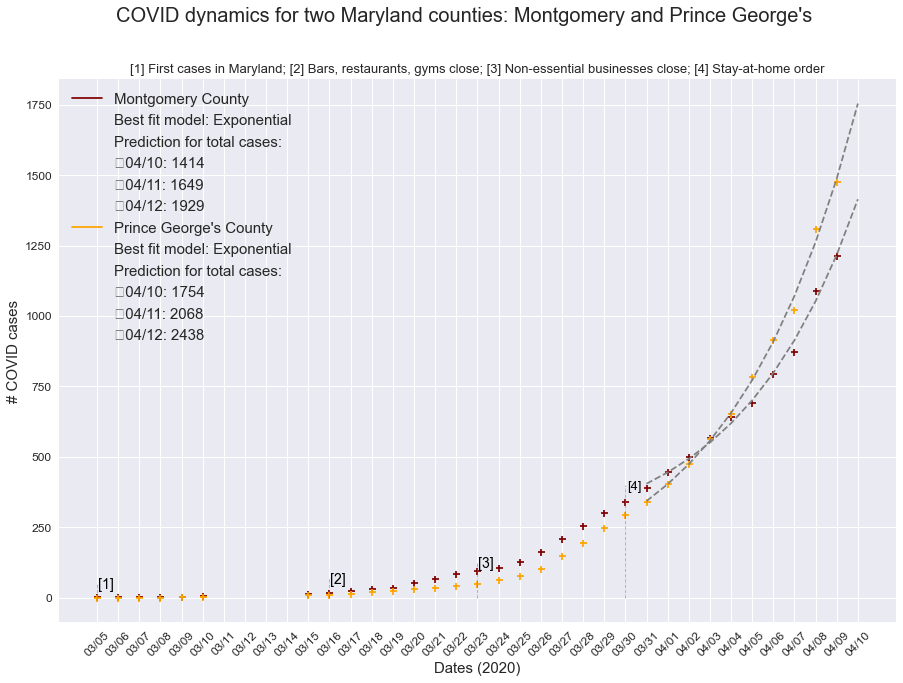 COVID dynamics for two Maryland counties: Montgomery and Prince George's
[1] First cases in Maryland; [2] Bars, restaurants, gyms close; [3] Non-essential businesses close; [4] Stay-at-home order
Montgomery County
Best fit model: Exponential
Prediction for total cases:
04/10: 1414
04/11: 1649
04/12: 1929
Prince George's County
Best fit model: Exponential
Prediction for total cases:
04/10: 1754
04/11: 2068
04/12: 2438
# COVID cases
1750
1500
1250
1000
750
500
250
0
[1]
[2]
[3]
[4]
03/05 03/06 03/07 03/08 03/09 03/10 03/11 03/12 03/13 03/14 03/15 03/16 03/17 03/18 03/19 03/20 03/21 03/22 03/23 03/24 03/25 03/26 03/27 03/28 03/29 03/30 03/31 04/01 04/02 04/03 04/04 04/05 04/06 04/07 04/08 04/09 04/10
Dates (2020)